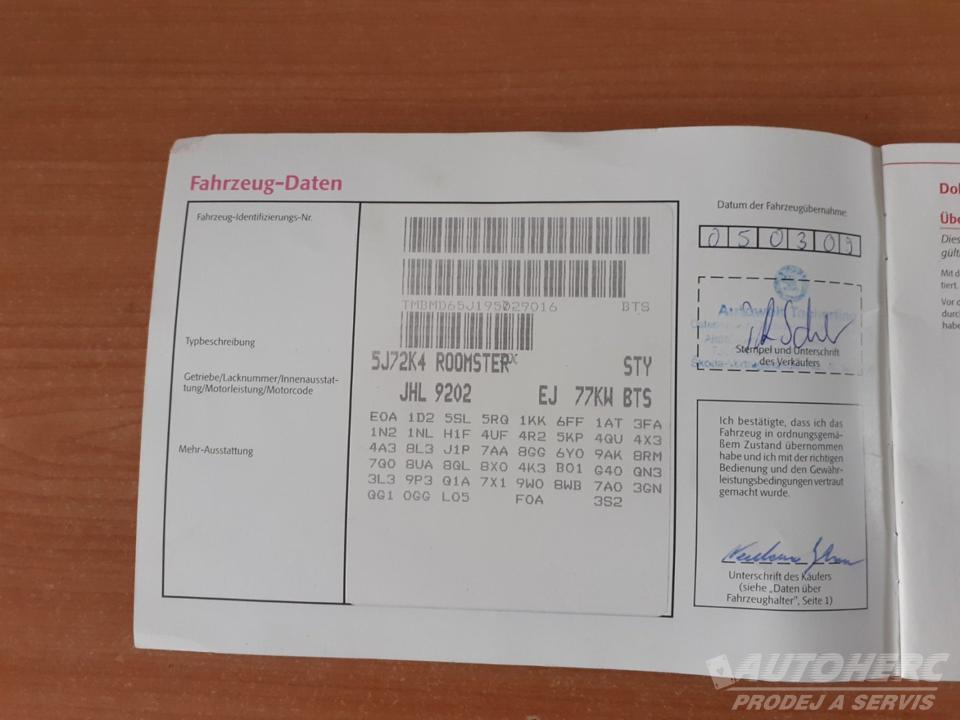 Fahrzeug-Daten
Fahrzeug-Identifizierungs-Nr.
TMBMD65J195029016 BTS
Typbeschreibung
5J72K4 ROOMSTER STY
Getriebe/Lacknummer/Innenausstat-
tung/Motorleistung/Motorcode
JHL 9202 EJ 77KW BTS
Mehr-Ausstattung
E0A 1D2 5SL 5RQ 1KK 6FF 1AT 3FA
1N2 1NL H1F 4UF 4R2 5KP 4QU 4X3
4A3 8L3 J1P 7AA 8GG 6Y0 9AK 8RM
7Q0 8UA 8QL 8X0 4K3 B01 G40 QN3
3L3 9P3 Q1A 7X1 9W0 8WB 7A0 3GN
QG1 0GG L05 F0A 3S2
Datum der Fahrzeugübernahme:
050309
Stempel und Unterschrift
des Verkäufers
Ich bestätigte, dass ich das
Fahrzeug in ordnungsgemä-
ßem Zustand übernommen
habe und ich mit der richtigen
Bedienung und den Gewähr-
leistungsbedingungen vertraut
gemacht wurde.
Unterschrift des Käufers
(siehe „Daten über
Fahrzeughalter", Seite 1)
Mit d
tiert.
Vor d
durch
habe
AUTOHERC
PRODEJ A SERVIS